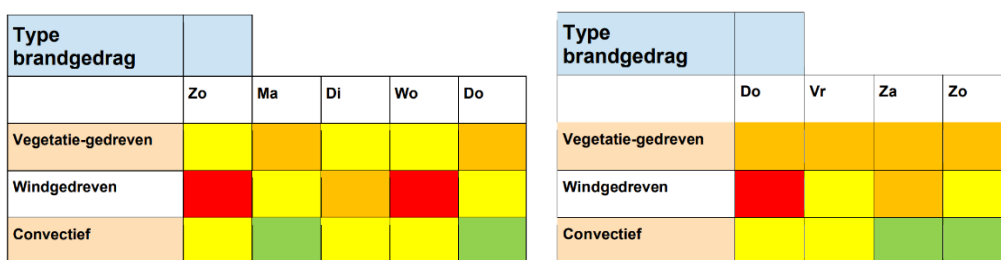 Type
brandgedrag
Zo Ma Di Wo Do
Vegetatie-gedreven
Windgedreven
Convectief
Type
brandgedrag
Do Vr Za Zo
Vegetatie-gedreven
Windgedreven
Convectief